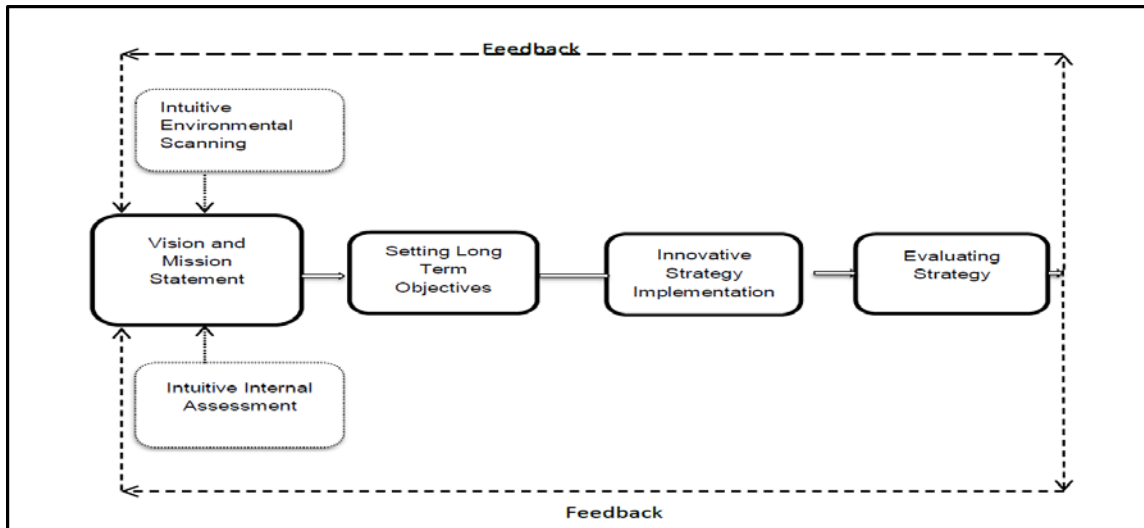 Feedback
Intuitive
Environmental
Scanning
Vision and
Mission
Statement
Setting Long
Term
Objectives
Innovative
Strategy
Implementation
Evaluating
Strategy
Intuitive Internal
Assessment
Feedback